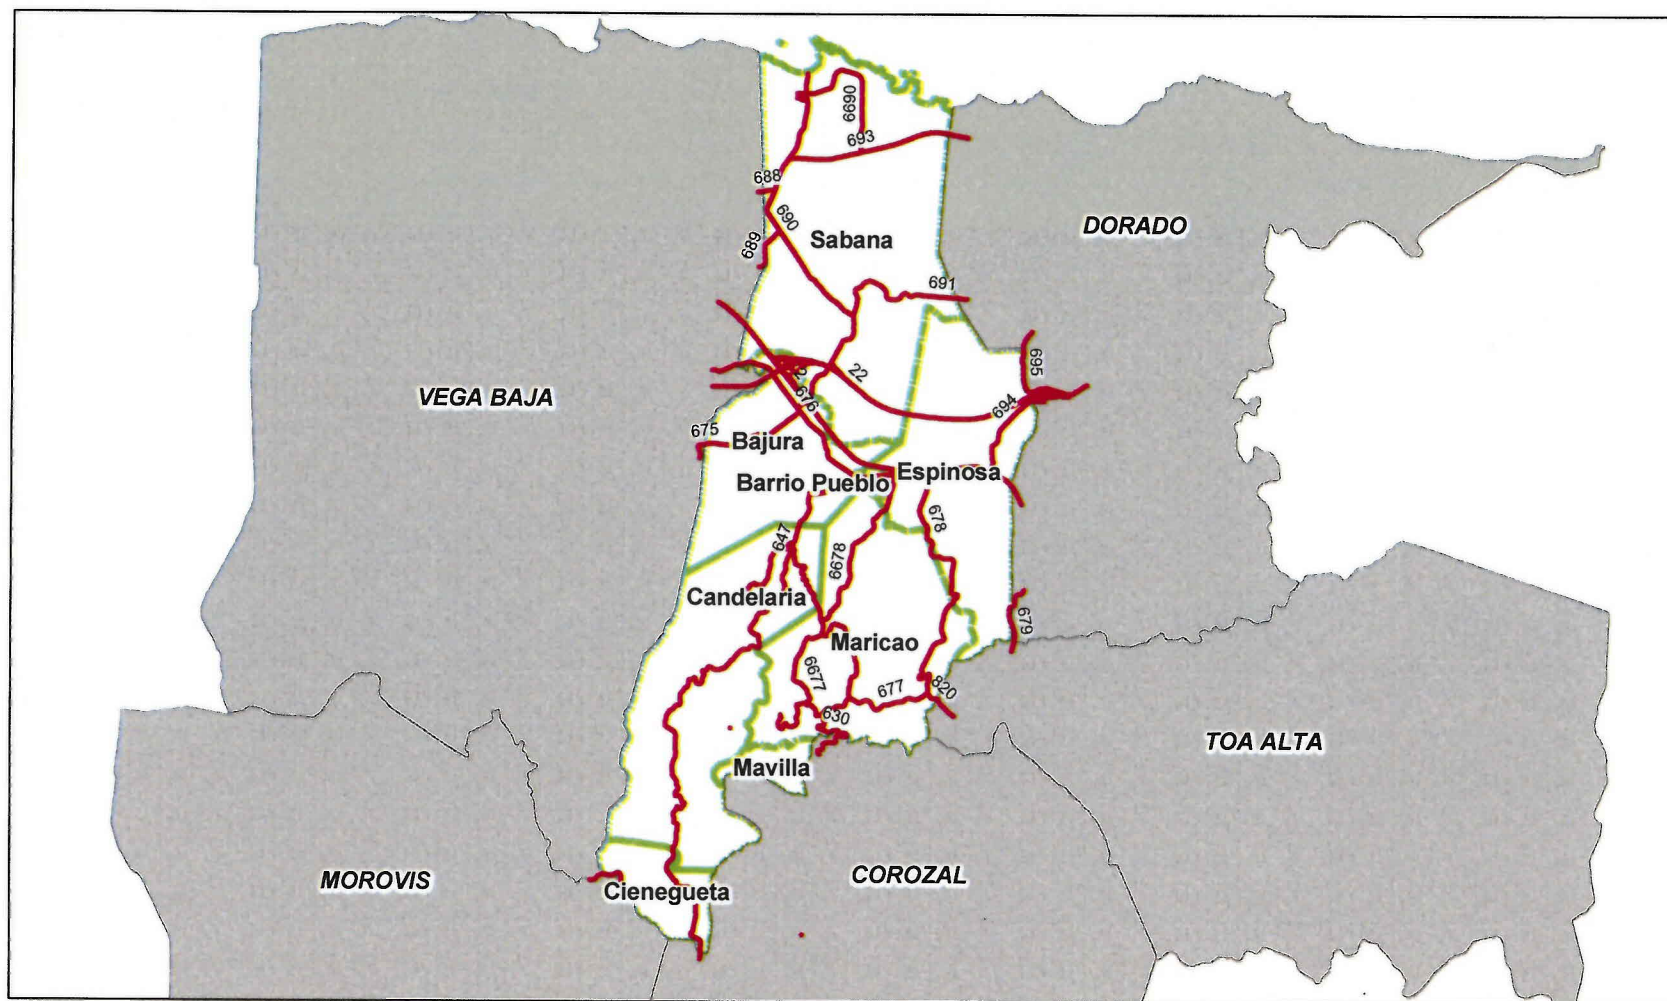 6690
693
688
690
689
Sabana
DORADO
691
695
2
22
676
694
VEGA BAJA
675
Bajura
Espinosa
Barrio Pueblo
678
647
6678
Candelaria
679
Maricao
6677
677
820
630
TOA ALTA
Mavilla
MOROVIS
COROZAL
Cienegueta